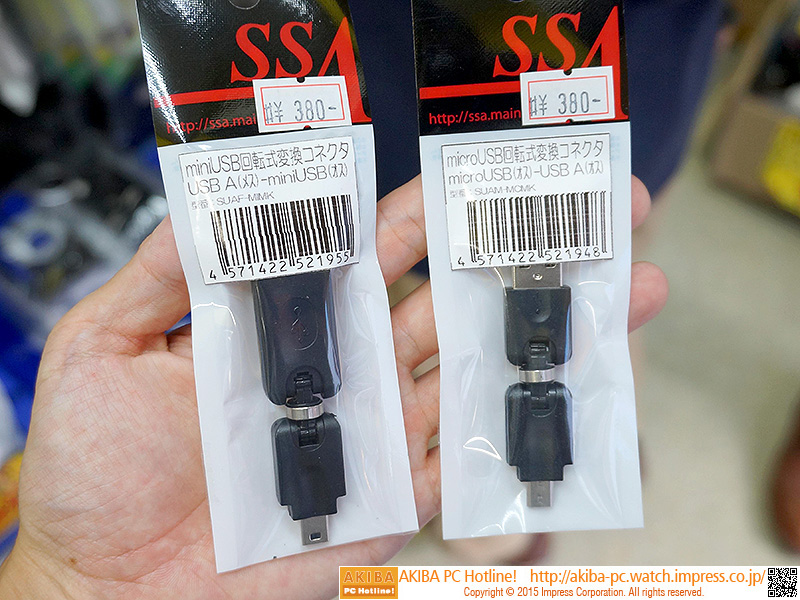 SSA
¥ 380-
http://ssa.main
miniUSB回転式変換コネクタ
USB A(ﾒｽ)-miniUSB(ｵｽ)
型番:SUAF-MIMK
4 571422 521955
SSA
¥ 380-
http://ssa.main
microUSB回転式変換コネクタ
microUSB(ｵｽ)-USB A(ｵｽ)
型番:SUAM-MCMK
4 571422 521948
AKIBA PC Hotline!
AKIBA PC Hotline! http://akiba-pc.watch.impress.co.jp/
Copyright © 2015 Impress Corporation. All rights reserved.